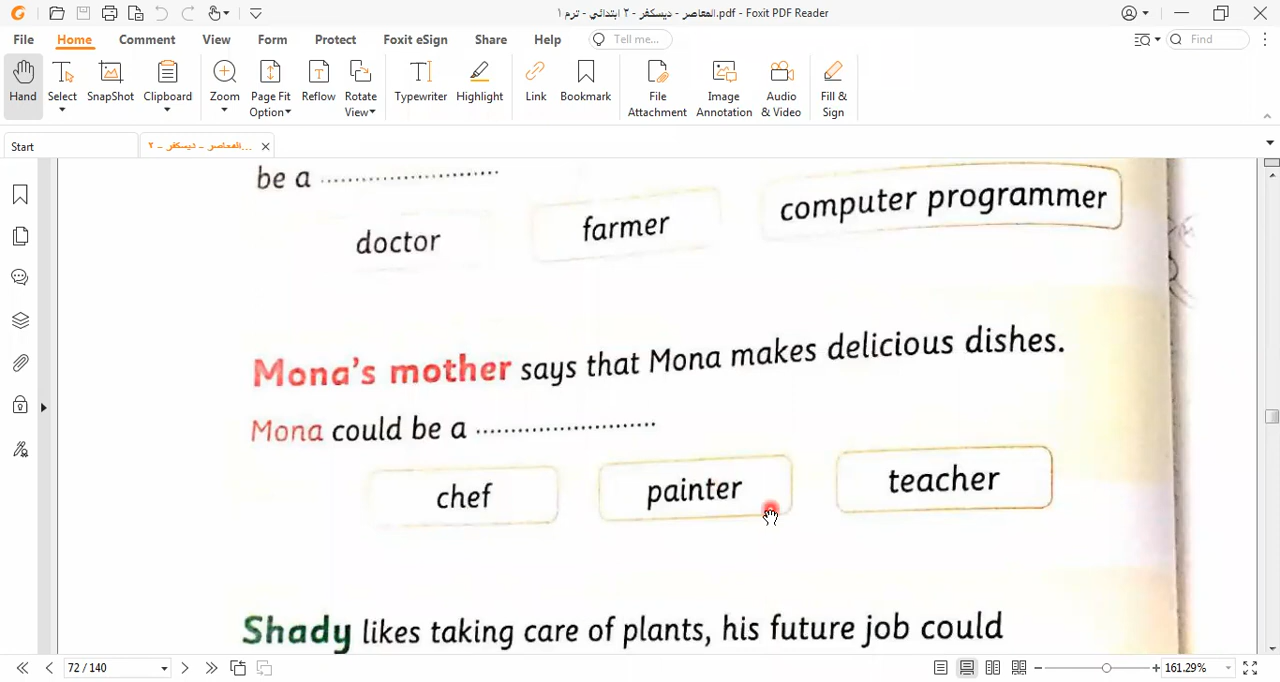 المعاصر - ديسكفر - ٢ ابتدائي - ترم ١.pdf - Foxit PDF Reader
File Home Comment View Form Protect Foxit eSign Share Help Tell me... Find
Hand Select SnapShot Clipboard Zoom Page Fit Option Reflow Rotate View Typewriter Highlight Link Bookmark File Attachment Image Annotation Audio & Video Fill & Sign
Start المعاصر - ديسكفر - ٢...
be a ................................
doctor farmer computer programmer
Mona's mother says that Mona makes delicious dishes.
Mona could be a ................................
chef painter teacher
Shady likes taking care of plants, his future job could
72 / 140 161.29%